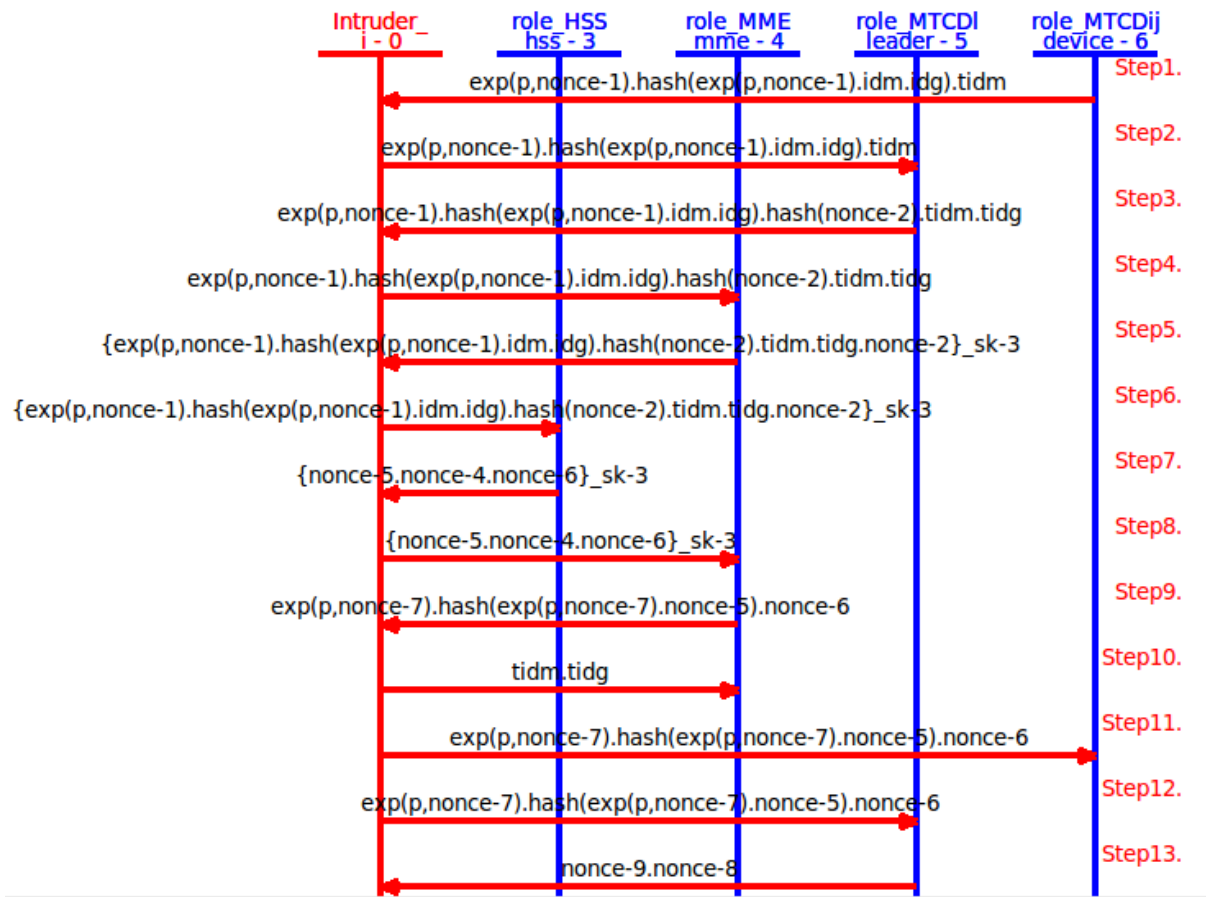 Intruder_ role_HSS role_MME role_MTCDl role_MTCDij
i - 0 hss - 3 mme - 4 leader - 5 device - 6
Step1.
exp(p,nonce-1).hash(exp(p,nonce-1).idm.idg).tidm
Step2.
exp(p,nonce-1).hash(exp(p,nonce-1).idm.idg).tidm
Step3.
exp(p,nonce-1).hash(exp(p,nonce-1).idm.idg).hash(nonce-2).tidm.tidg
Step4.
exp(p,nonce-1).hash(exp(p,nonce-1).idm.idg).hash(nonce-2).tidm.tidg
Step5.
{exp(p,nonce-1).hash(exp(p,nonce-1).idm.idg).hash(nonce-2).tidm.tidg.nonce-2}_sk-3
Step6.
{exp(p,nonce-1).hash(exp(p,nonce-1).idm.idg).hash(nonce-2).tidm.tidg.nonce-2}_sk-3
Step7.
{nonce-5.nonce-4.nonce-6}_sk-3
Step8.
{nonce-5.nonce-4.nonce-6}_sk-3
Step9.
exp(p,nonce-7).hash(exp(p,nonce-7).nonce-5).nonce-6
Step10.
tidm.tidg
Step11.
exp(p,nonce-7).hash(exp(p,nonce-7).nonce-5).nonce-6
Step12.
exp(p,nonce-7).hash(exp(p,nonce-7).nonce-5).nonce-6
Step13.
nonce-9.nonce-8